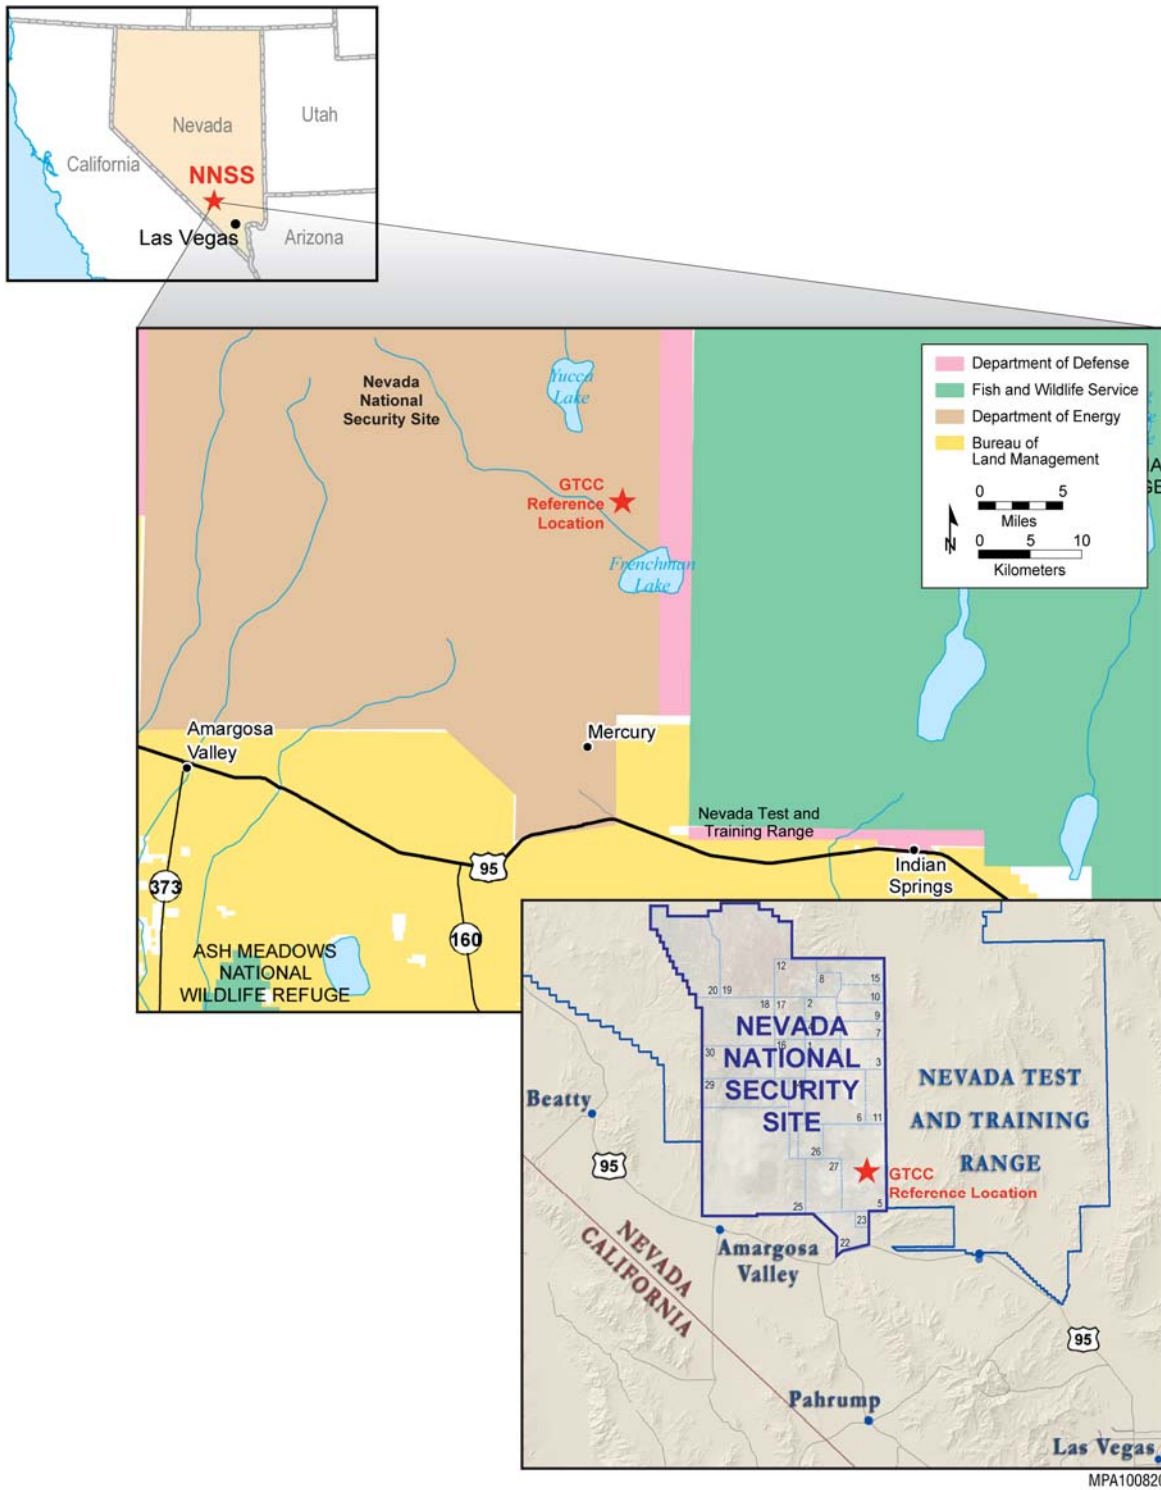 Nevada
Utah
California
NNSS
Las Vegas
Arizona
Nevada
National
Security Site
Yucca
Lake
GTCC
Reference
Location
Frenchman
Lake
Department of Defense
Fish and Wildlife Service
Department of Energy
Bureau of
Land Management
0 5
Miles
N
0 5 10
Kilometers
Amargosa
Valley
Mercury
Nevada Test and
Training Range
Indian
Springs
95
373
160
ASH MEADOWS
NATIONAL
WILDLIFE REFUGE
12
8
15
20 19
18 17 2
10
9
7
NEVADA
NATIONAL
SECURITY
SITE
30
16
1
3
29
6 11
26
27
25
5
23
22
NEVADA TEST
AND TRAINING
RANGE
GTCC
Reference Location
Beatty
95
Amargosa
Valley
NEVADA
CALIFORNIA
95
Pahrump
Las Vegas
MPA100820